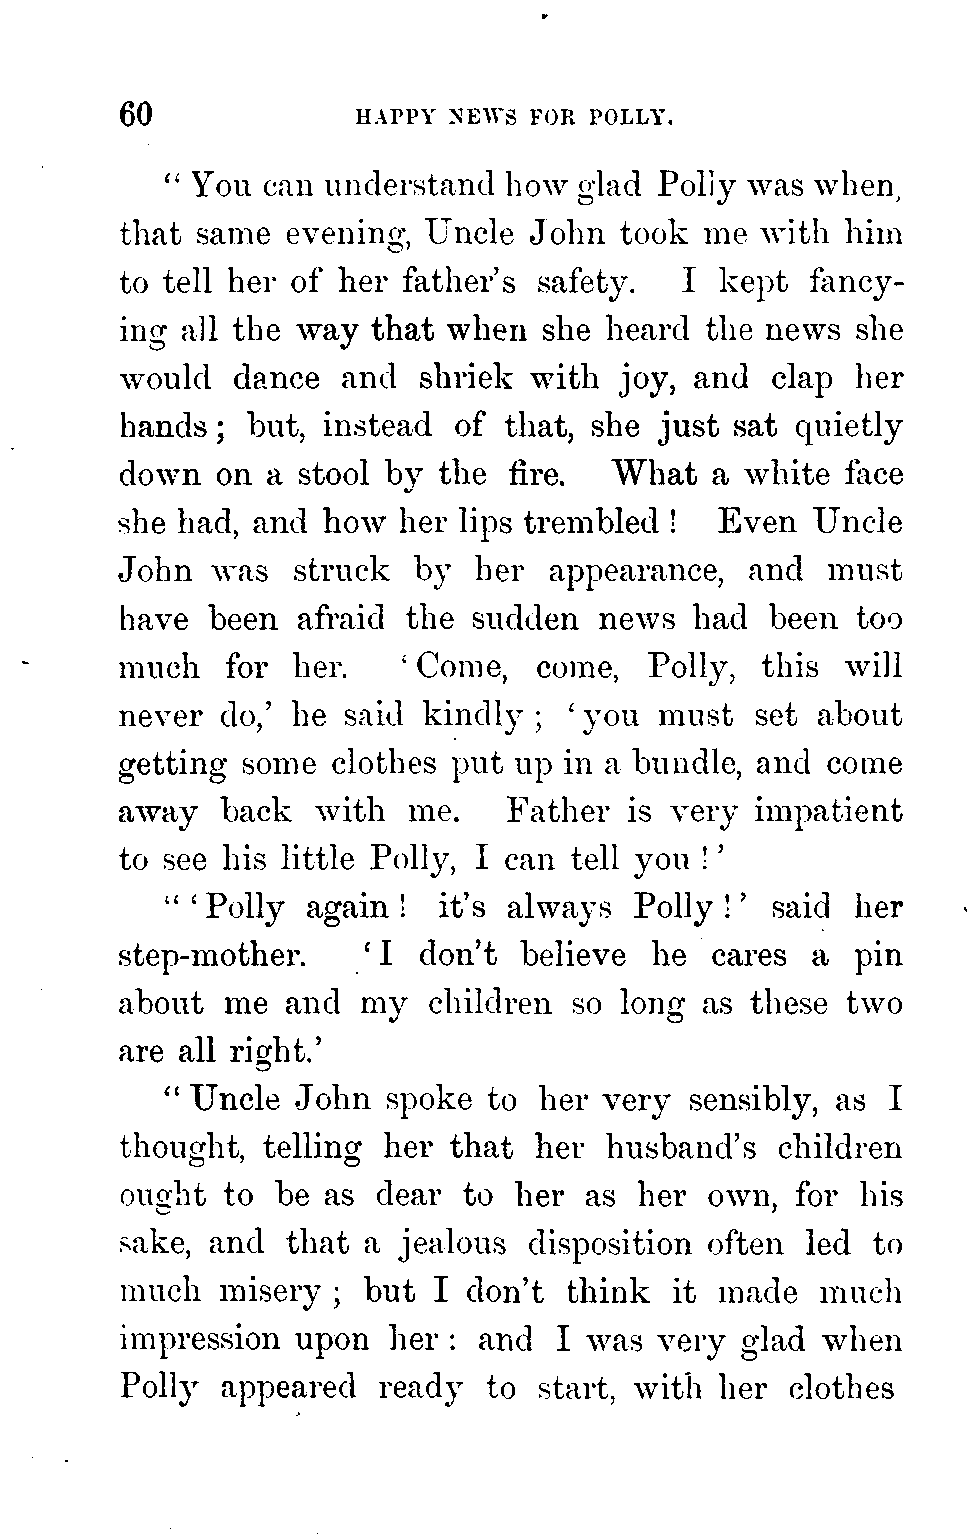 60 HAPPY NEWS FOR POLLY.
" You can understand how glad Polly was when,
that same evening, Uncle John took me with him
to tell her of her father's safety. I kept fancy-
ing all the way that when she heard the news she
would dance and shriek with joy, and clap her
hands ; but, instead of that, she just sat quietly
down on a stool by the fire. What a white face
she had, and how her lips trembled ! Even Uncle
John was struck by her appearance, and must
have been afraid the sudden news had been too
much for her. ' Come, come, Polly, this will
never do,' he said kindly ; ' you must set about
getting some clothes put up in a bundle, and come
away back with me. Father is very impatient
to see his little Polly, I can tell you ! '
" ' Polly again ! it's always Polly ! ' said her
step-mother. ' I don't believe he cares a pin
about me and my children so long as these two
are all right.'
" Uncle John spoke to her very sensibly, as I
thought, telling her that her husband's children
ought to be as dear to her as her own, for his
sake, and that a jealous disposition often led to
much misery ; but I don't think it made much
impression upon her : and I was very glad when
Polly appeared ready to start, with her clothes